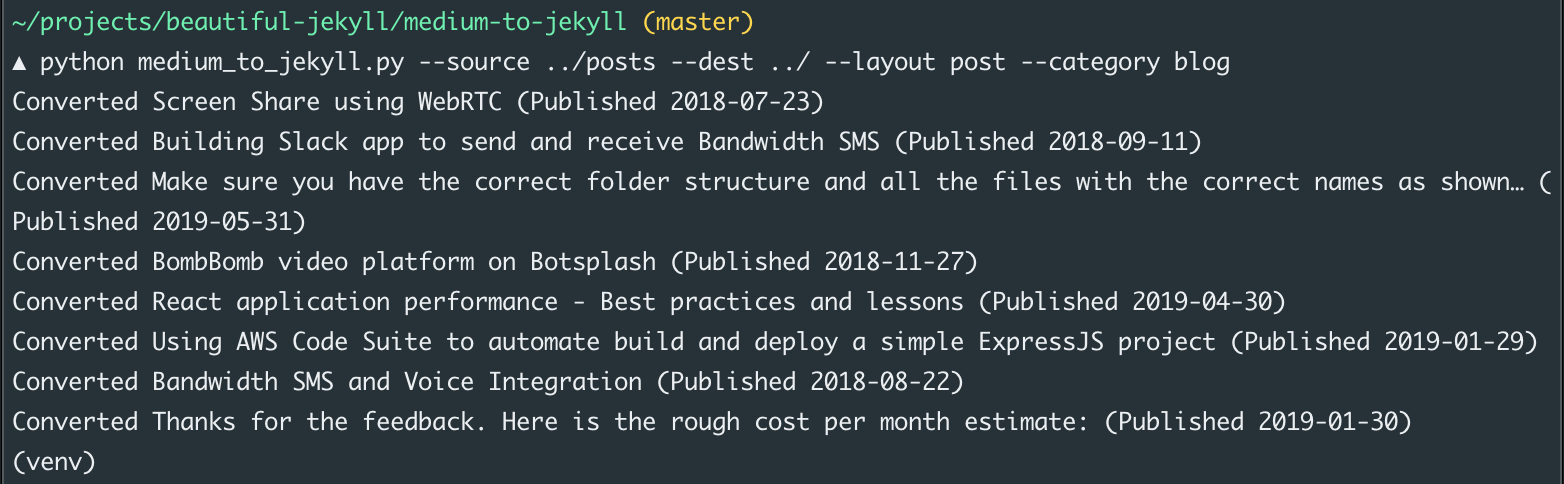 ~/projects/beautiful-jekyll/medium-to-jekyll (master)
▲ python medium_to_jekyll.py --source ../posts --dest ../ --layout post --category blog
Converted Screen Share using WebRTC (Published 2018-07-23)
Converted Building Slack app to send and receive Bandwidth SMS (Published 2018-09-11)
Converted Make sure you have the correct folder structure and all the files with the correct names as shown… (
Published 2019-05-31)
Converted BombBomb video platform on Botsplash (Published 2018-11-27)
Converted React application performance - Best practices and lessons (Published 2019-04-30)
Converted Using AWS Code Suite to automate build and deploy a simple ExpressJS project (Published 2019-01-29)
Converted Bandwidth SMS and Voice Integration (Published 2018-08-22)
Converted Thanks for the feedback. Here is the rough cost per month estimate: (Published 2019-01-30)
(venv)